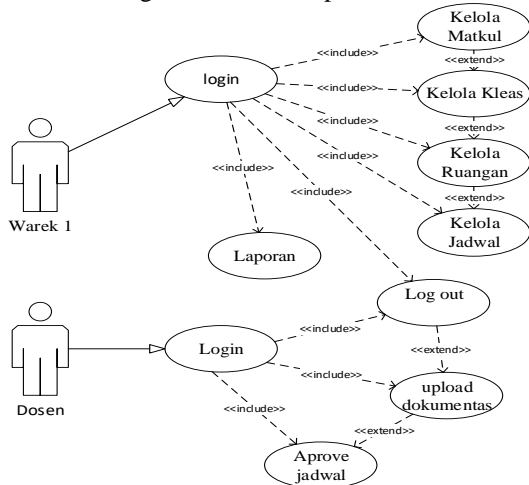 Kelola
Matkul
<<include>>
<<extend>>
login
<<include>>
Kelola Kleas
<<include>>
<<extend>>
<<include>>
Kelola
Ruangan
<<include>>
<<include>>
<<extend>>
Warek 1
Kelola
Jadwal
Laporan
Log out
<<include>>
Login
<<extend>>
<<include>>
upload
dokumentas
Dosen
<<include>>
<<extend>>
Aprove
jadwal